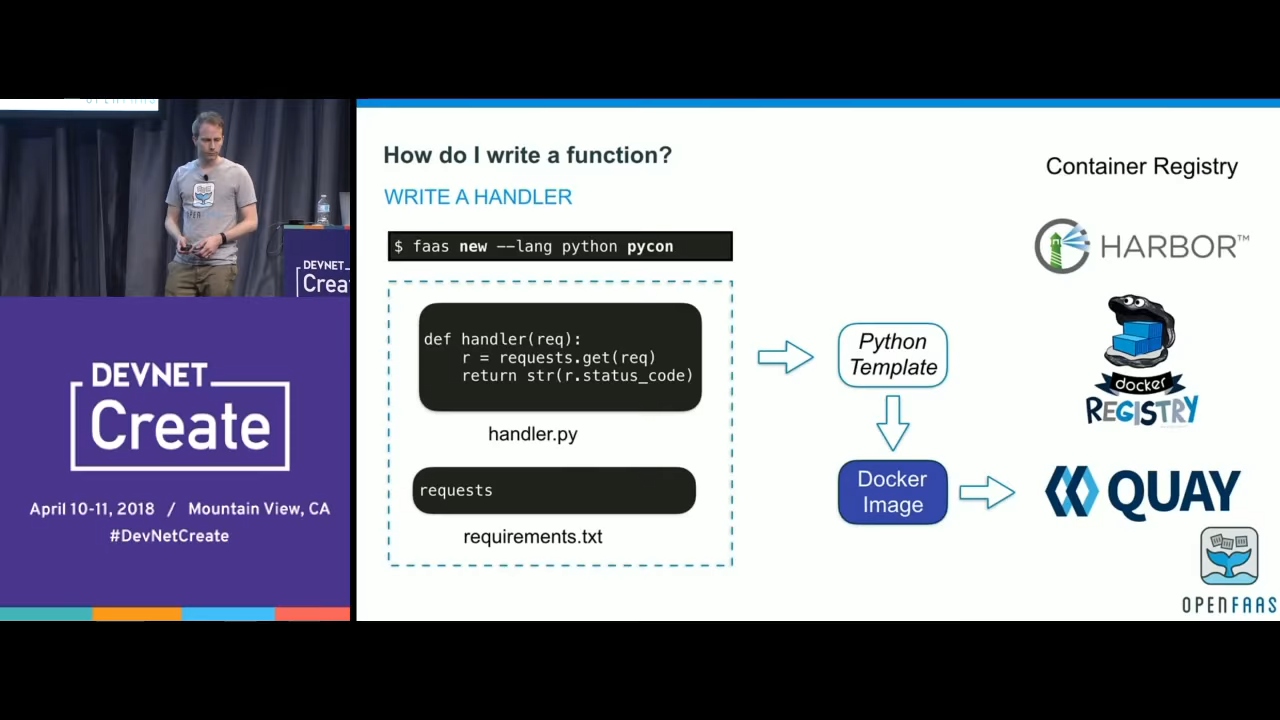 OPENFAAS
OPENFAAS
DEVNET
Crea
DEVNET
Create
April 10-11, 2018 / Mountain View, CA
#DevNetCreate
How do I write a function?
WRITE A HANDLER
$ faas new --lang python pycon
def handler(req):
    r = requests.get(req)
    return str(r.status_code)
handler.py
requests
requirements.txt
Python
Template
Docker
Image
Container Registry
HARBOR™
docker
REGISTRY
QUAY
OPENFAAS